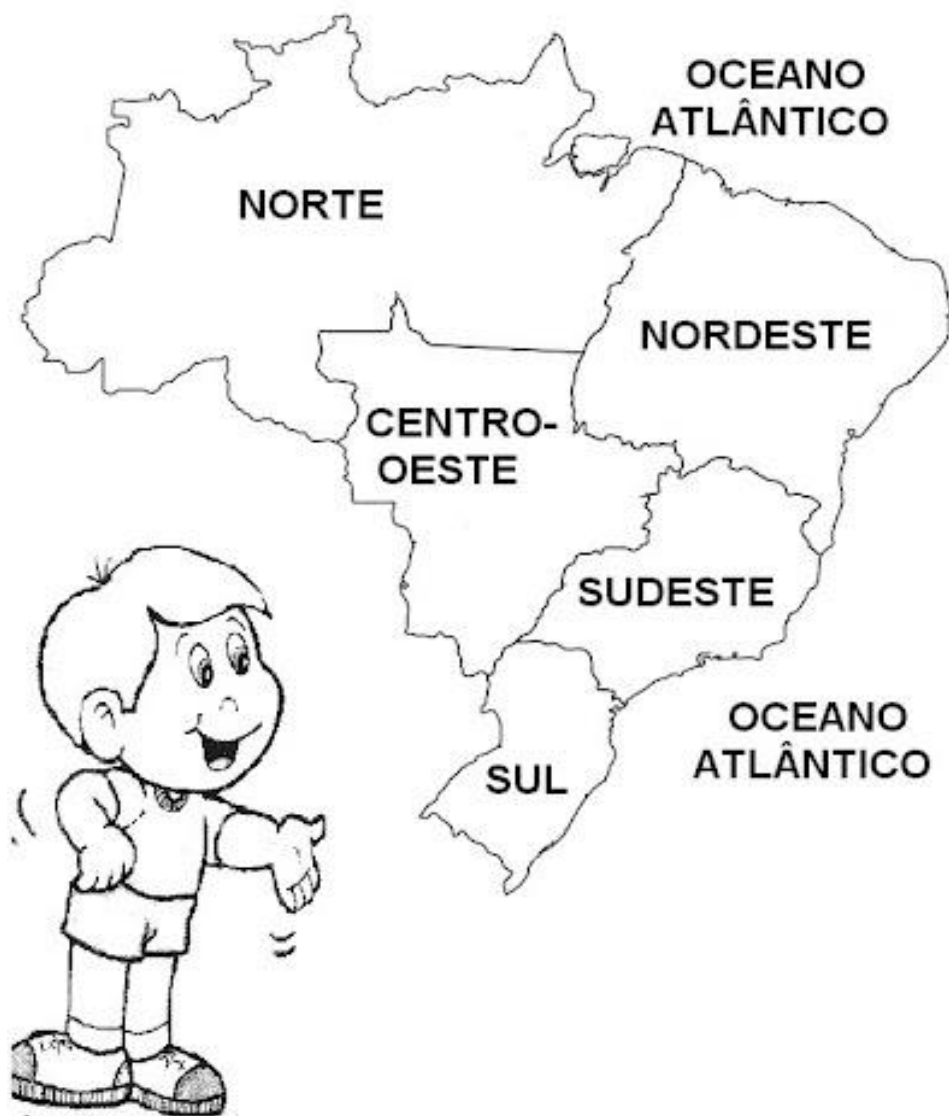 OCEANO
ATLÂNTICO
NORTE
NORDESTE
CENTRO-
OESTE
SUDESTE
OCEANO
ATLÂNTICO
SUL